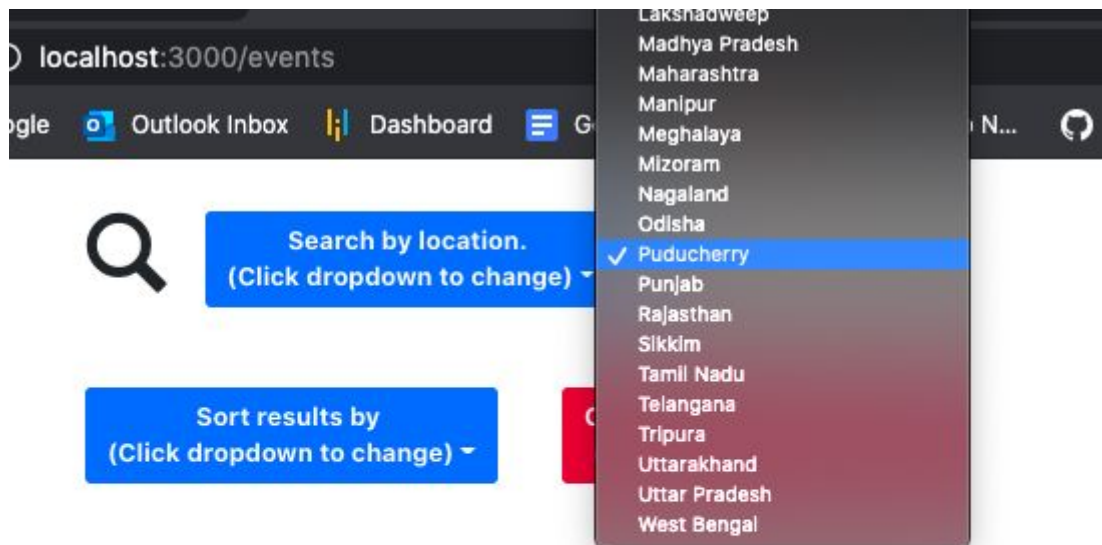 Lakshadweep
Madhya Pradesh
localhost:3000/events
Maharashtra
Manipur
Outlook Inbox
Dashboard
G
N...
Meghalaya
Mizoram
Nagaland
Odisha
Search by location.
(Click dropdown to change)
Puducherry
Punjab
Rajasthan
Sikkim
Tamil Nadu
Sort results by
(Click dropdown to change)
Telangana
Tripura
Uttarakhand
Uttar Pradesh
West Bengal